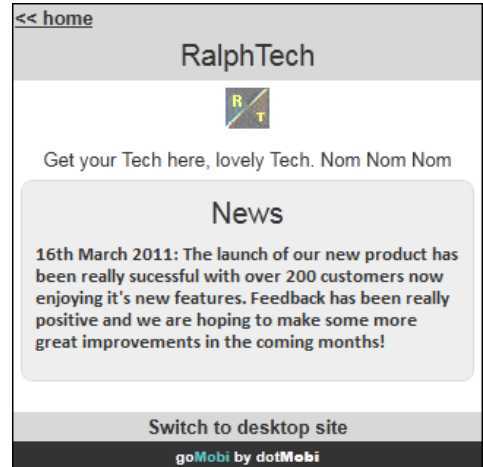 << home
RalphTech
R
T
Get your Tech here, lovely Tech. Nom Nom Nom
News
16th March 2011: The launch of our new product has
been really sucessful with over 200 customers now
enjoying it's new features. Feedback has been really
positive and we are hoping to make some more
great improvements in the coming months!
Switch to desktop site
goMobi by dotMobi